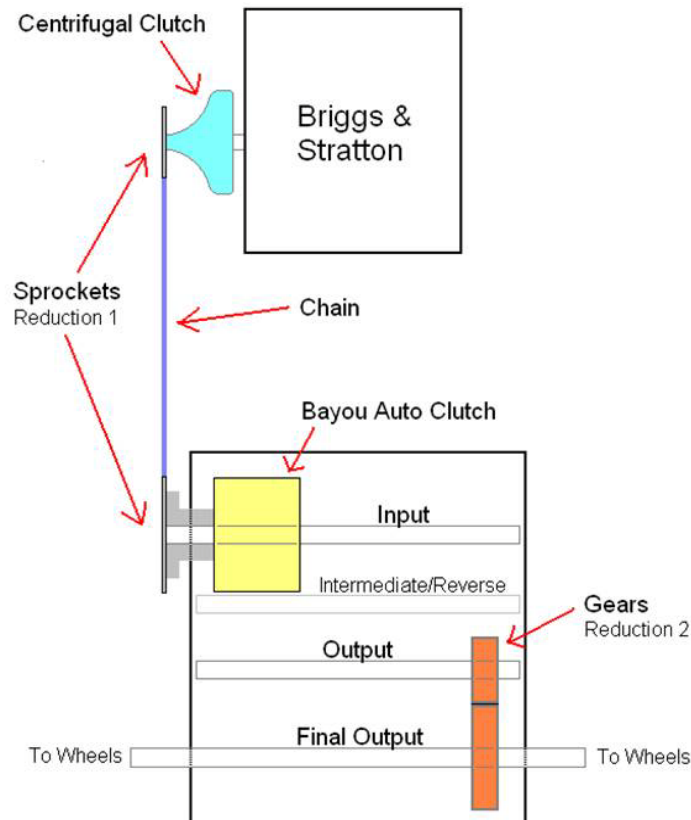 Centrifugal Clutch
Briggs &
Stratton
Sprockets
Reduction 1
Chain
Bayou Auto Clutch
Input
Intermediate/Reverse
Gears
Reduction 2
Output
Final Output
To Wheels
To Wheels